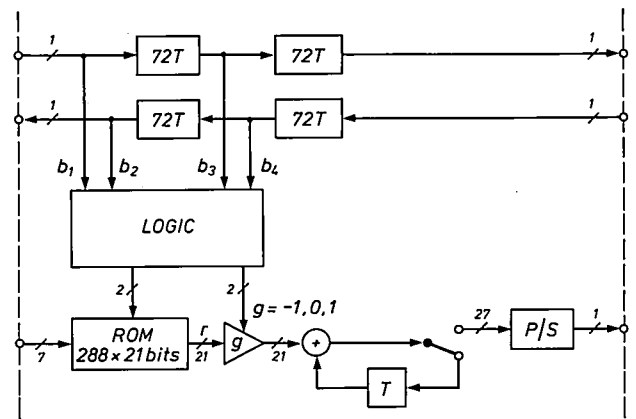 1
72T
72T
1
1
72T
72T
1
b1
b2
b3
b4
LOGIC
2
2
g = -1,0,1
7
ROM
288 × 21 bits
r
21
g
21
+
T
27
P/S
1